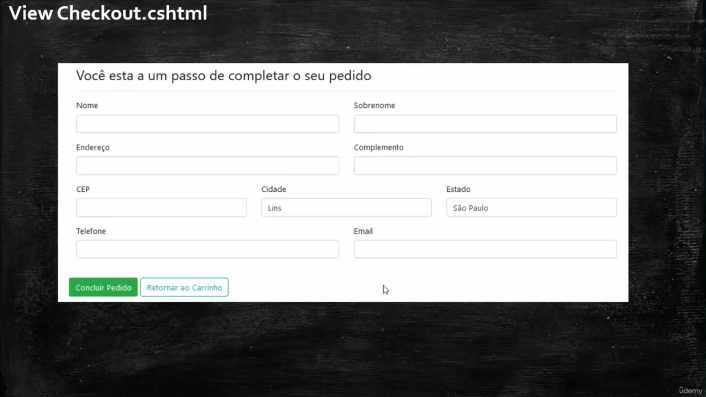 View Checkout.cshtml
Você esta a um passo de completar o seu pedido
Nome Sobrenome
Endereço Complemento
CEP Cidade Estado
Lins São Paulo
Telefone Email
Concluir Pedido Retornar ao Carrinho
ûdemy